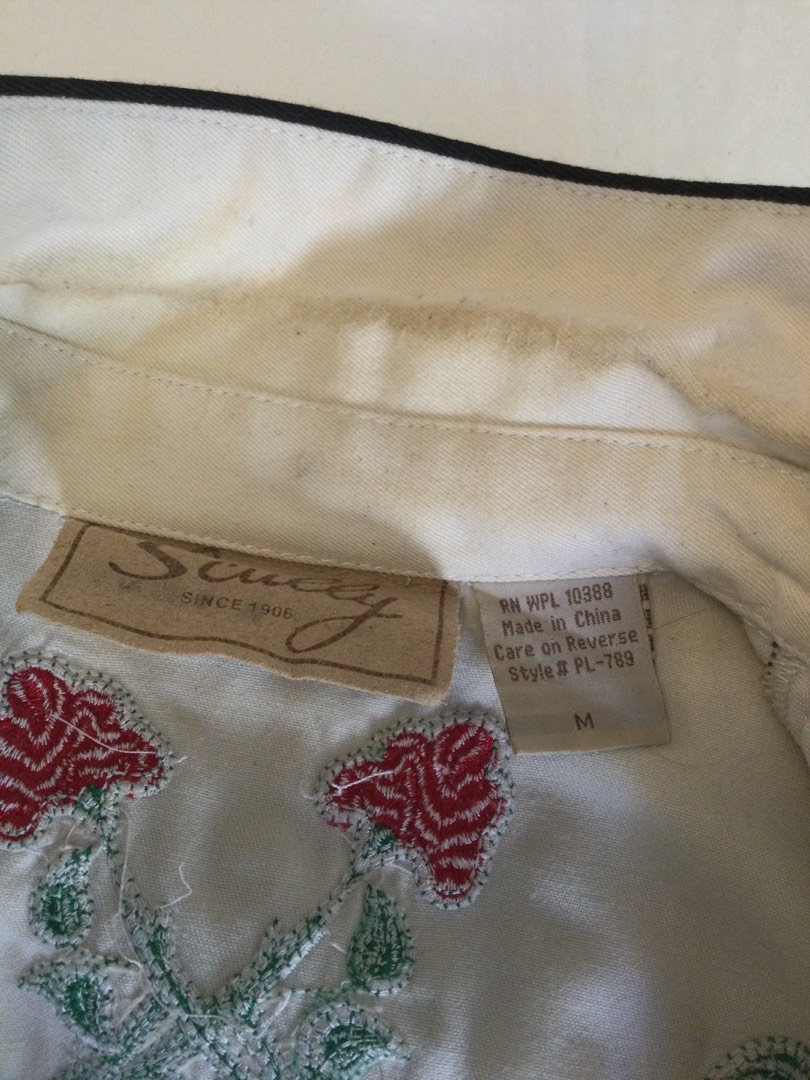 Scully
SINCE 1906
RN WPL 10388
Made in China
Care on Reverse
Style# PL-789
M